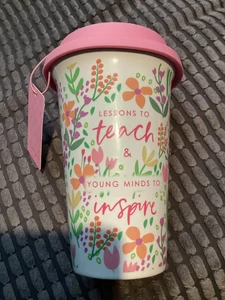 LESSONS TO
teach
&
YOUNG MINDS TO
inspire